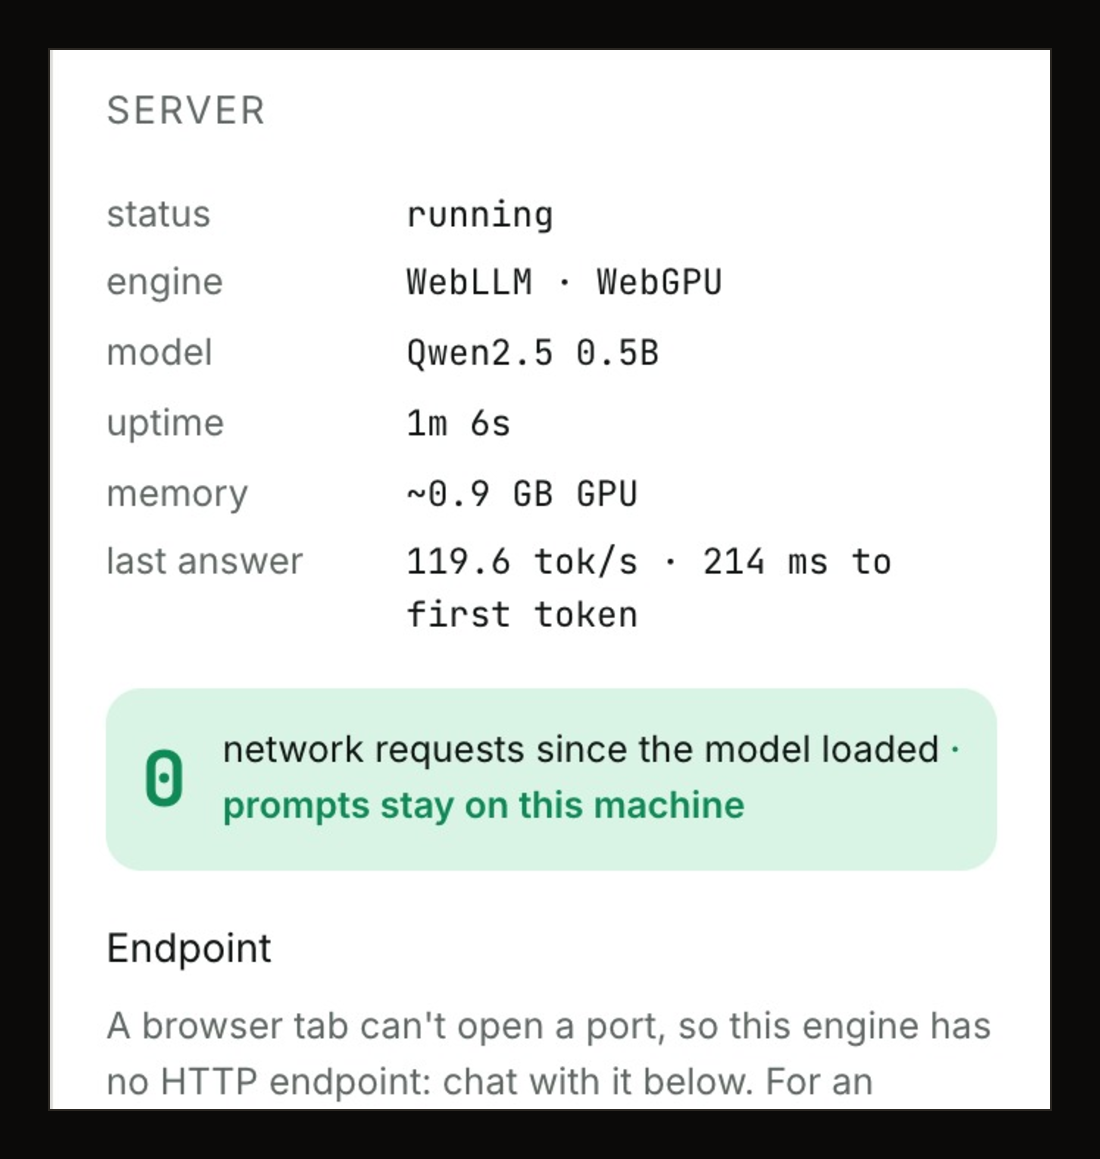 SERVER
status running
engine WebLLM · WebGPU
model Qwen2.5 0.5B
uptime 1m 6s
memory ~0.9 GB GPU
last answer 119.6 tok/s · 214 ms to
first token
0 network requests since the model loaded ·
prompts stay on this machine
Endpoint
A browser tab can't open a port, so this engine has
no HTTP endpoint: chat with it below. For an